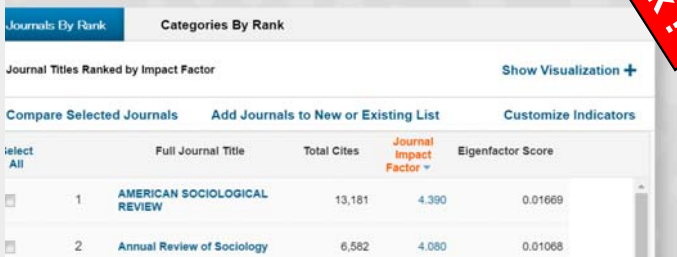 Journals By Rank Categories By Rank
Journal Titles Ranked by Impact Factor Show Visualization +
Compare Selected Journals Add Journals to New or Existing List Customize Indicators
Select All Full Journal Title Total Cites Journal Impact Factor Eigenfactor Score
1 AMERICAN SOCIOLOGICAL REVIEW 13,181 4.390 0.01669
2 Annual Review of Sociology 6,582 4.080 0.01068